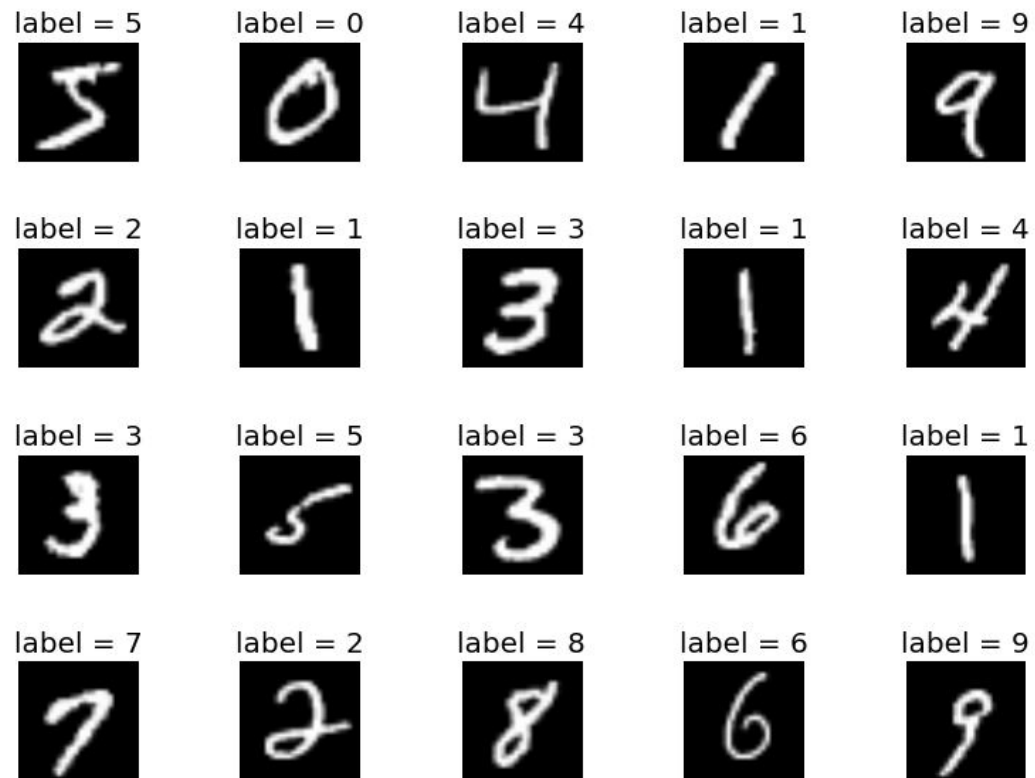 label = 5 label = 0 label = 4 label = 1 label = 9
5 0 4 1 9
label = 2 label = 1 label = 3 label = 1 label = 4
2 1 3 1 4
label = 3 label = 5 label = 3 label = 6 label = 1
3 5 3 6 1
label = 7 label = 2 label = 8 label = 6 label = 9
7 2 8 6 9